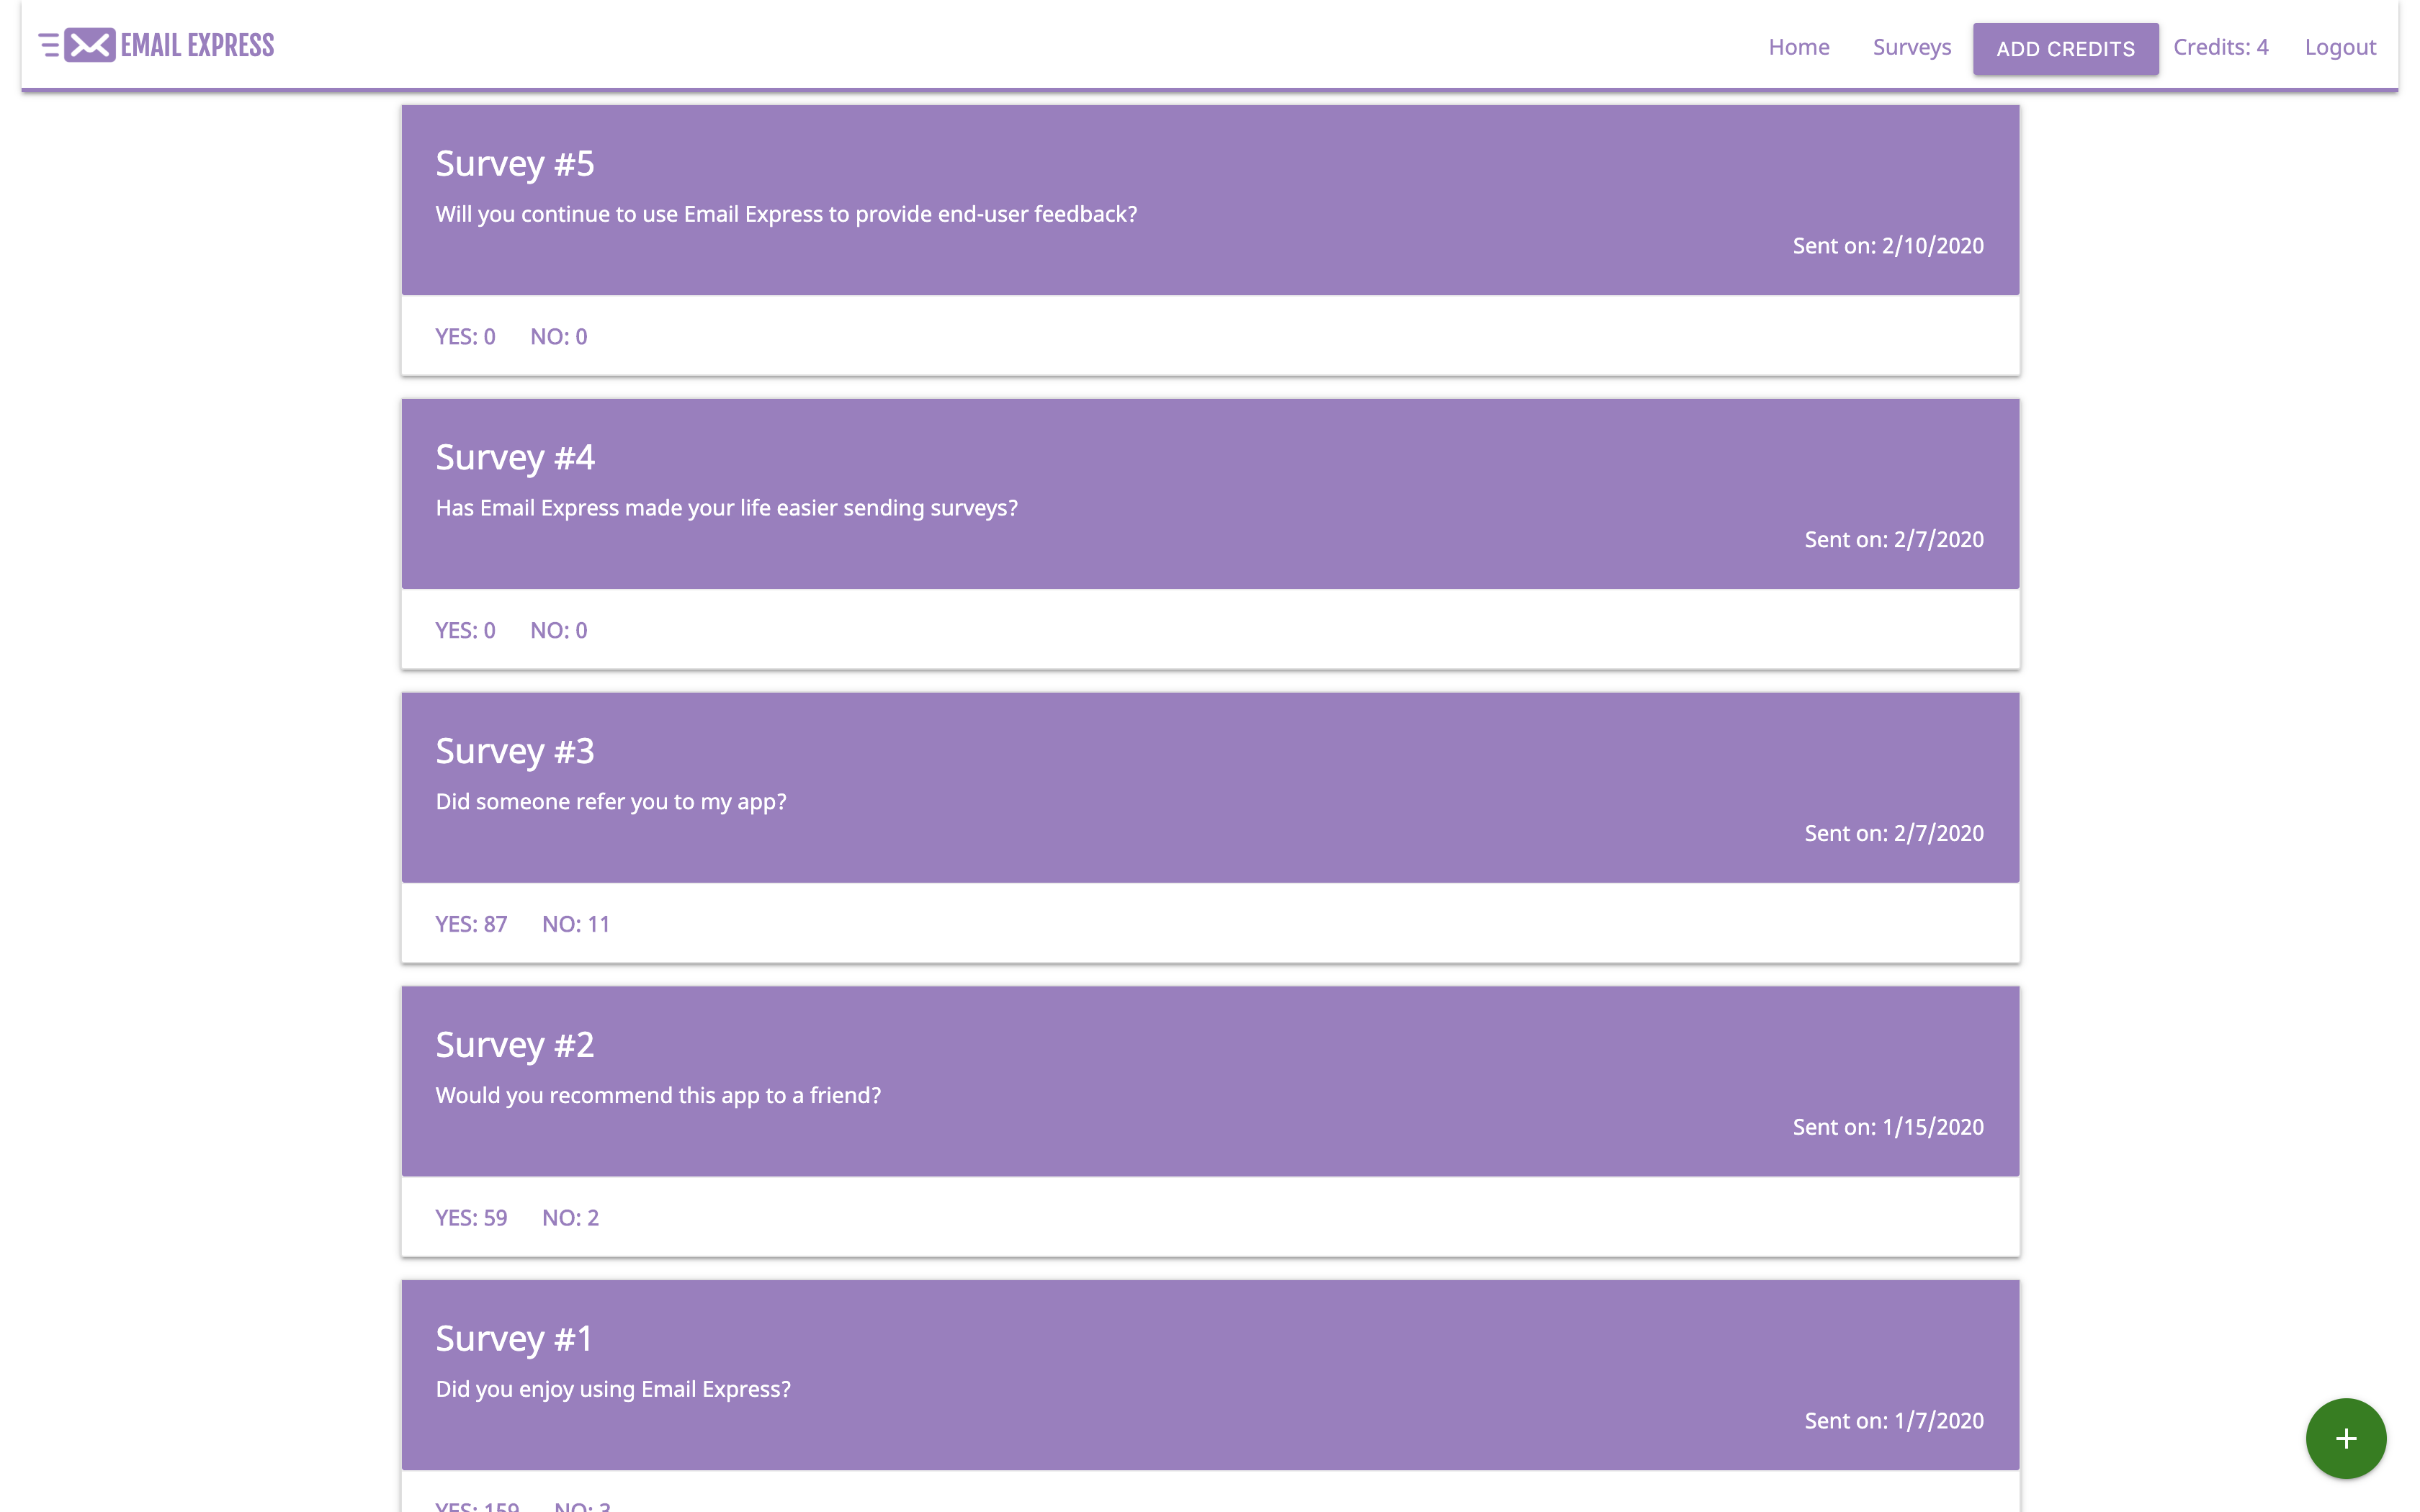 EMAIL EXPRESS
Home Surveys ADD CREDITS Credits: 4 Logout
Survey #5
Will you continue to use Email Express to provide end-user feedback?
Sent on: 2/10/2020
YES: 0 NO: 0
Survey #4
Has Email Express made your life easier sending surveys?
Sent on: 2/7/2020
YES: 0 NO: 0
Survey #3
Did someone refer you to my app?
Sent on: 2/7/2020
YES: 87 NO: 11
Survey #2
Would you recommend this app to a friend?
Sent on: 1/15/2020
YES: 59 NO: 2
Survey #1
Did you enjoy using Email Express?
Sent on: 1/7/2020
YES: 159 NO: 3